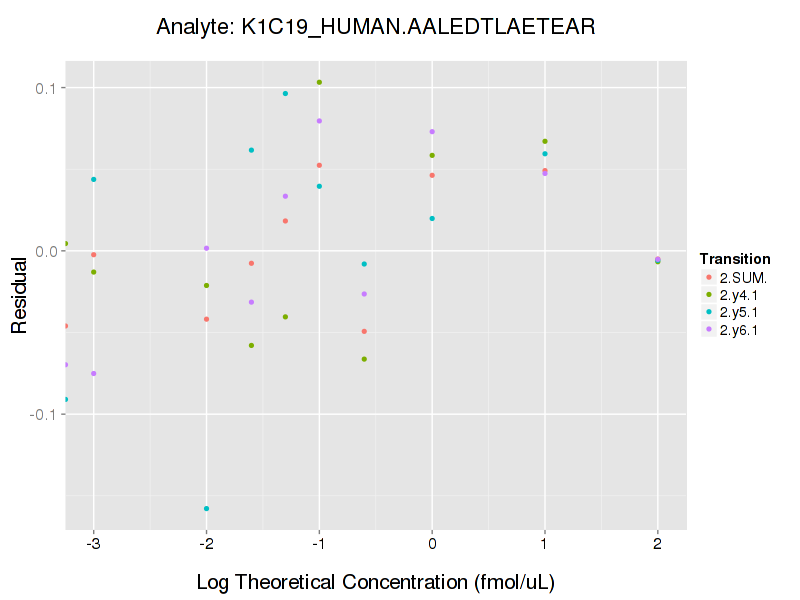 Analyte: K1C19_HUMAN.AALEDTLAETEAR
0.1
0.0
-0.1
Residual
-3 -2 -1 0 1 2
Log Theoretical Concentration (fmol/uL)
Transition
2.SUM.
2.y4.1
2.y5.1
2.y6.1